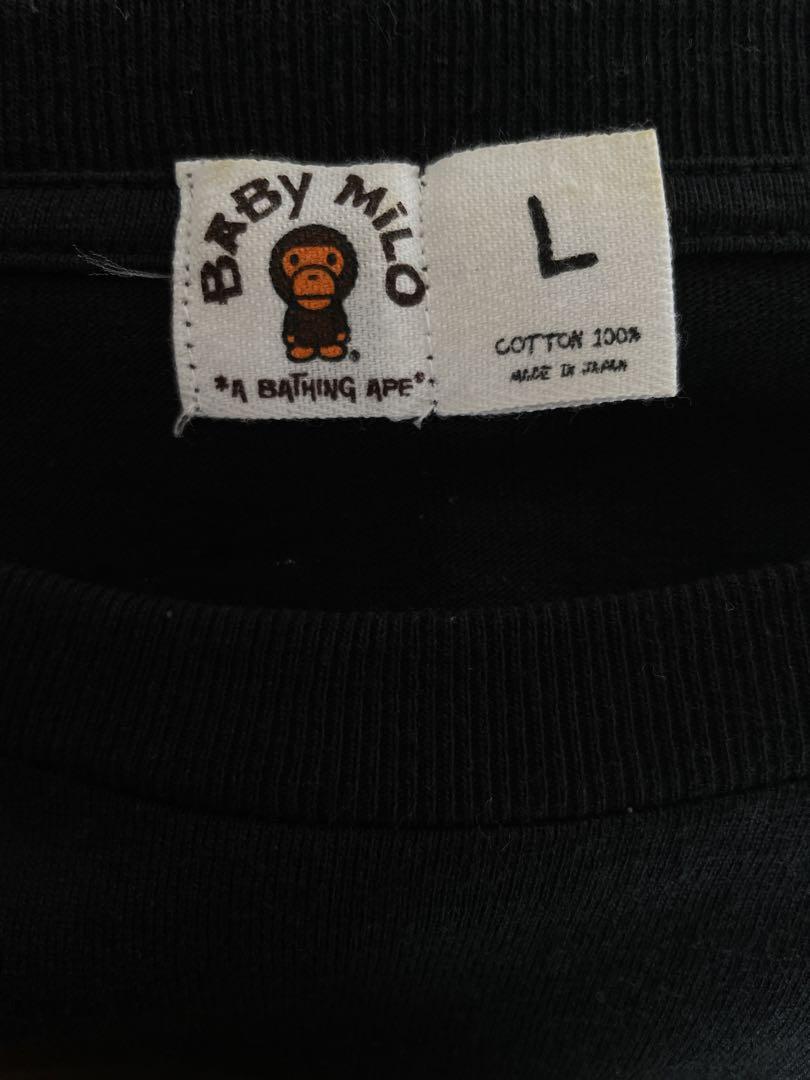 BABY MiLO
®
*A BATHING APE*
L
COTTON 100%
MADE IN JAPAN